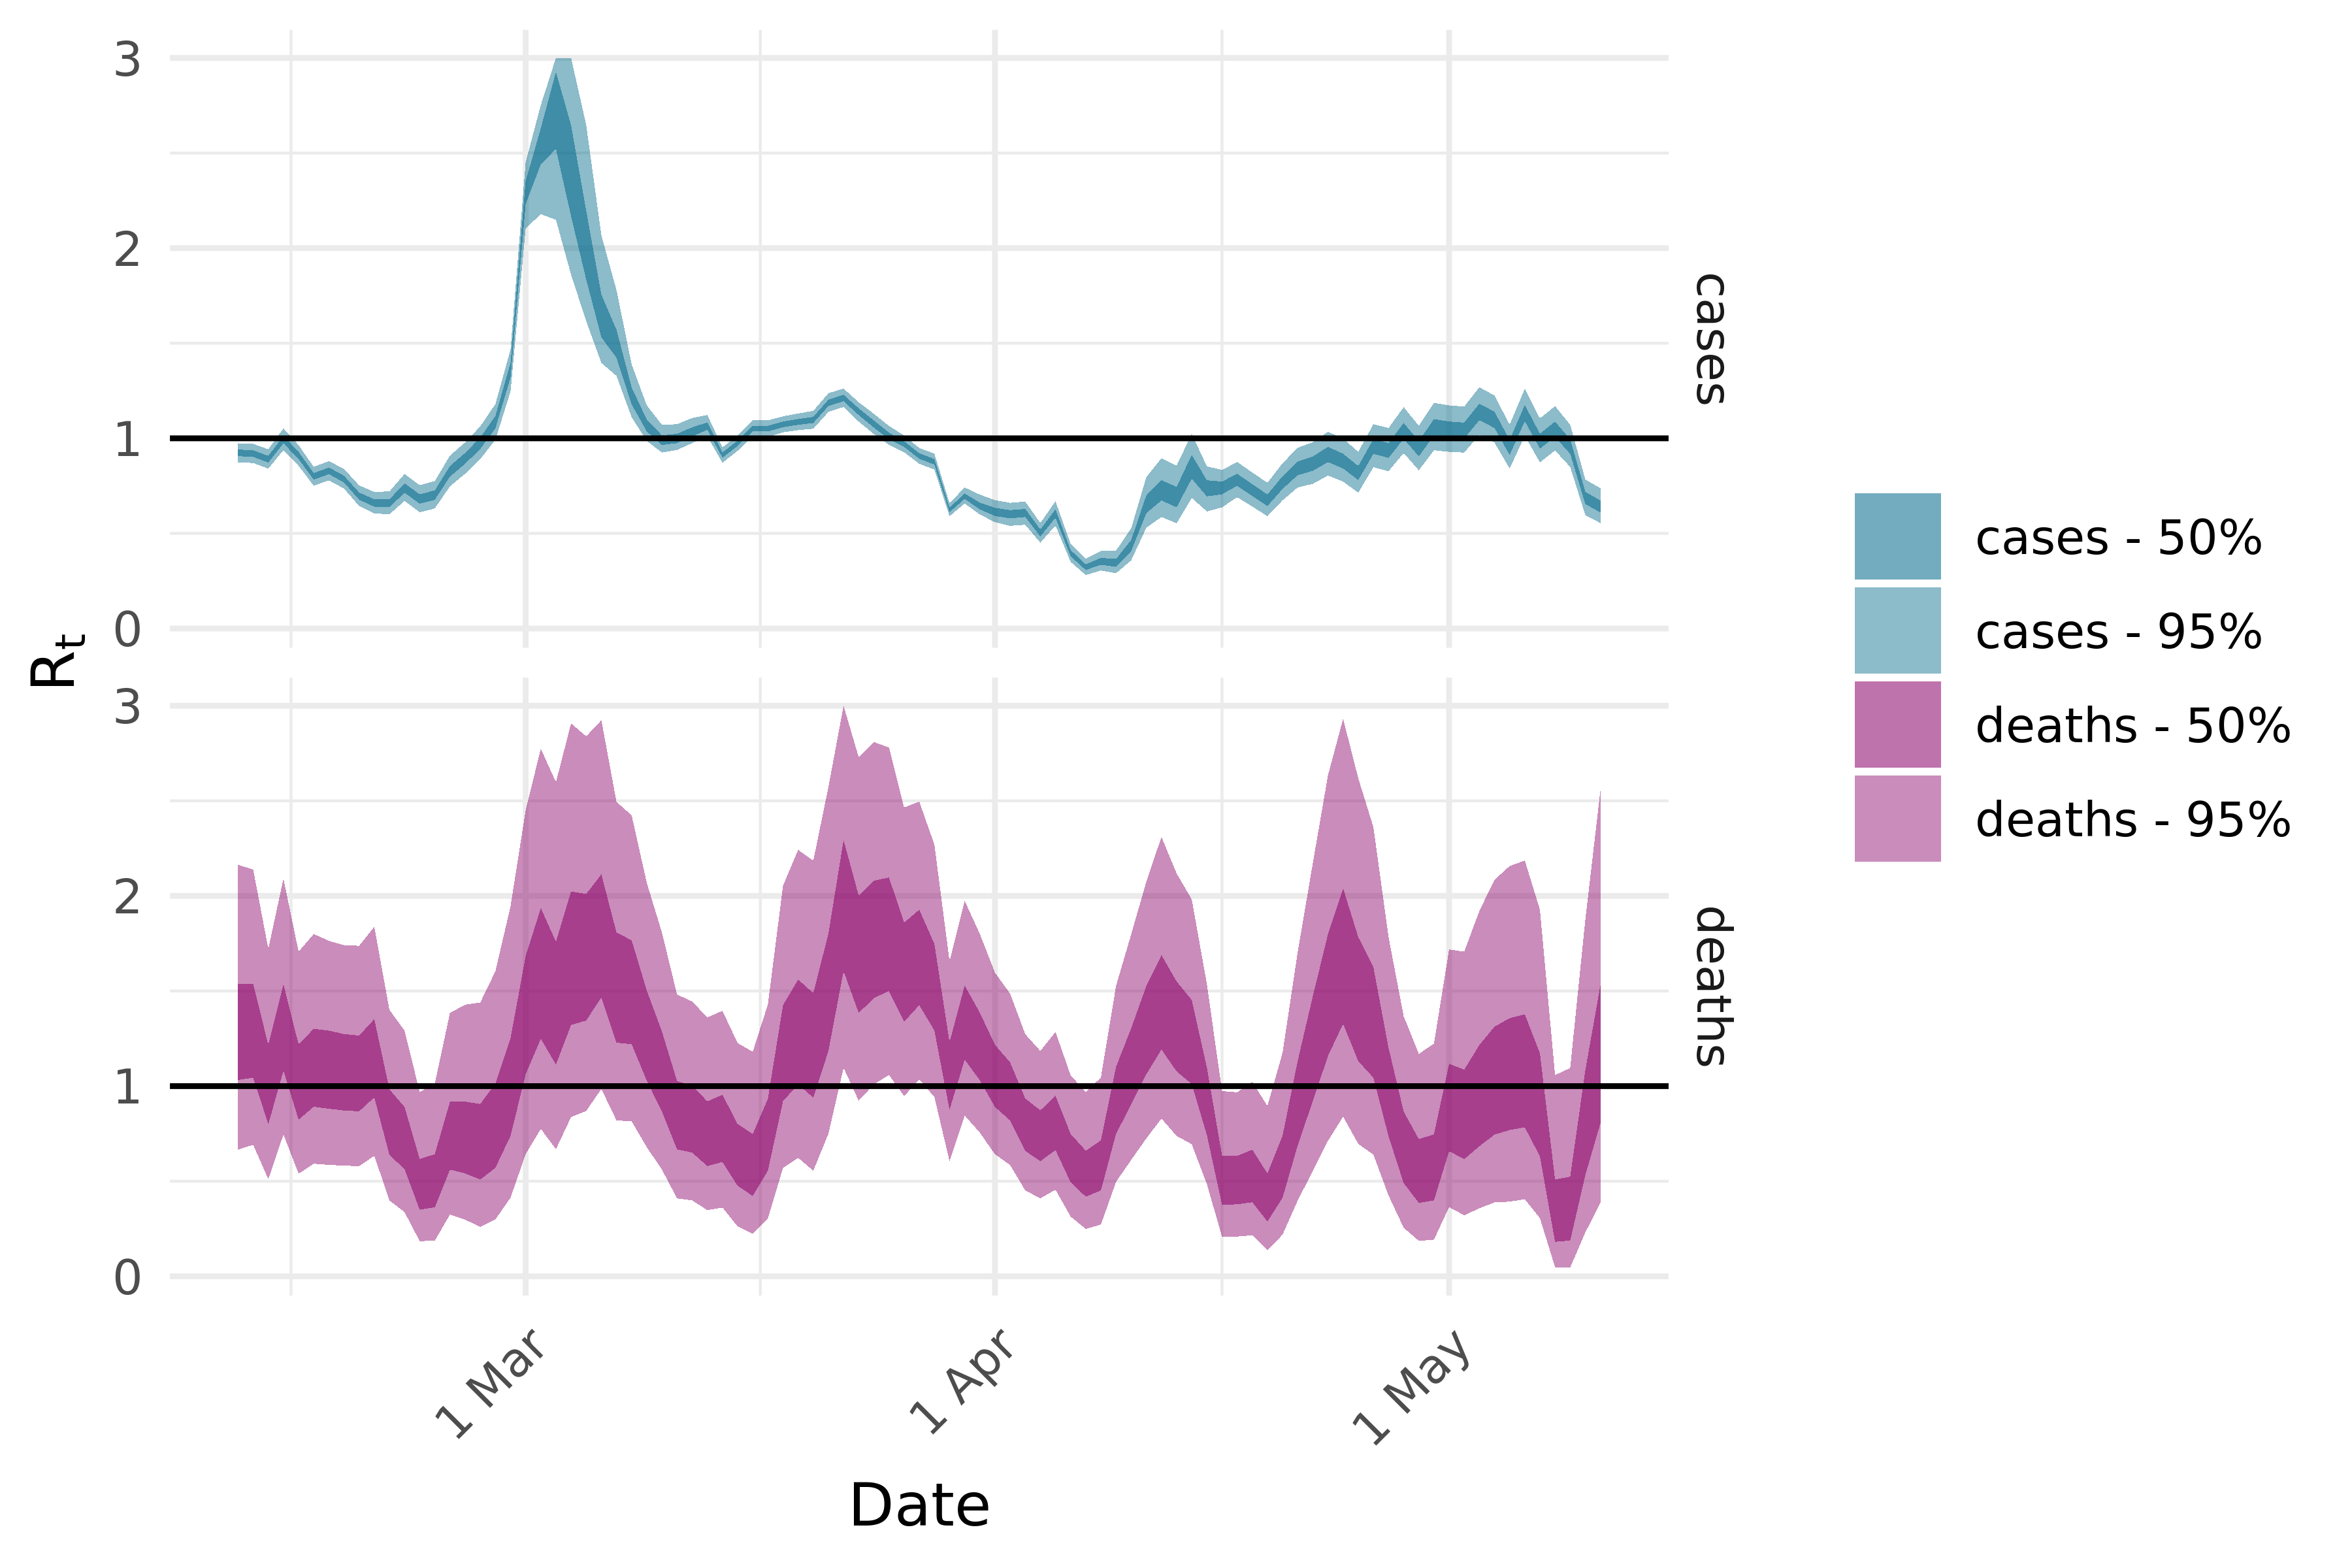 3
2
1
0
cases
3
2
1
0
deaths
Rt
1 Mar
1 Apr
1 May
Date
cases - 50%
cases - 95%
deaths - 50%
deaths - 95%